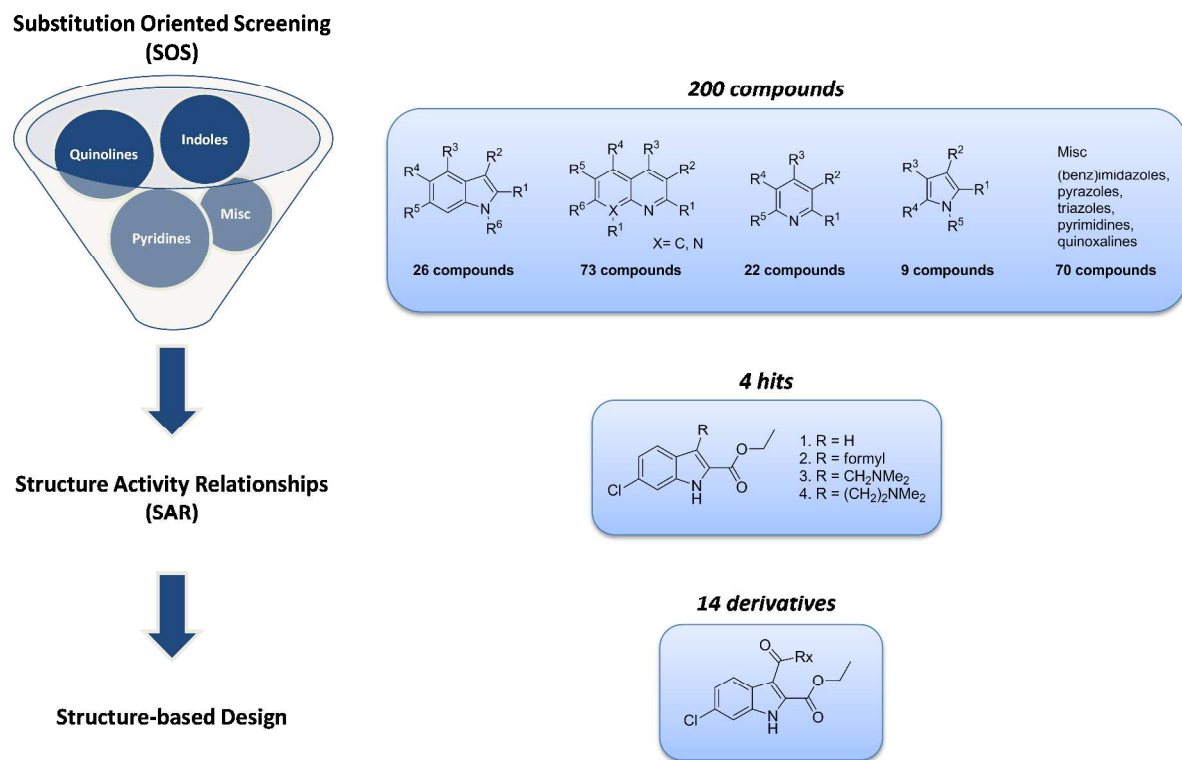 Substitution Oriented Screening
(SOS)
Quinolines
Indoles
Pyridines
Misc
200 compounds
R4
R3
R2
R1
R5
N
R6
26 compounds
R4
R3
R5
R2
R7
X
N
R1
R1
X= C, N
73 compounds
R3
R4
R2
R5
N
R1
22 compounds
R2
R3
R1
R4
N
R5
9 compounds
Misc
(benz)imidazoles,
pyrazoles,
triazoles,
pyrimidines,
quinoxalines
70 compounds
4 hits
R
O
Cl
N
H
O
1. R = H
2. R = formyl
3. R = CH2NMe2
4. R = (CH2)2NMe2
Structure Activity Relationships
(SAR)
14 derivatives
O
Rx
O
Cl
N
H
O
Structure-based Design